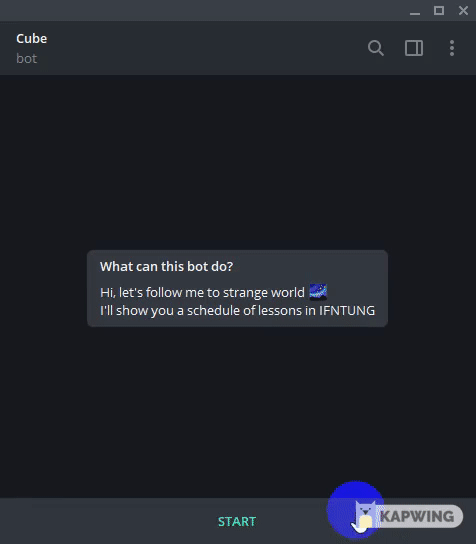 Cube
bot
What can this bot do?
Hi, let's follow me to strange world 🌌
I'll show you a schedule of lessons in IFNTUNG
START
KAPWING